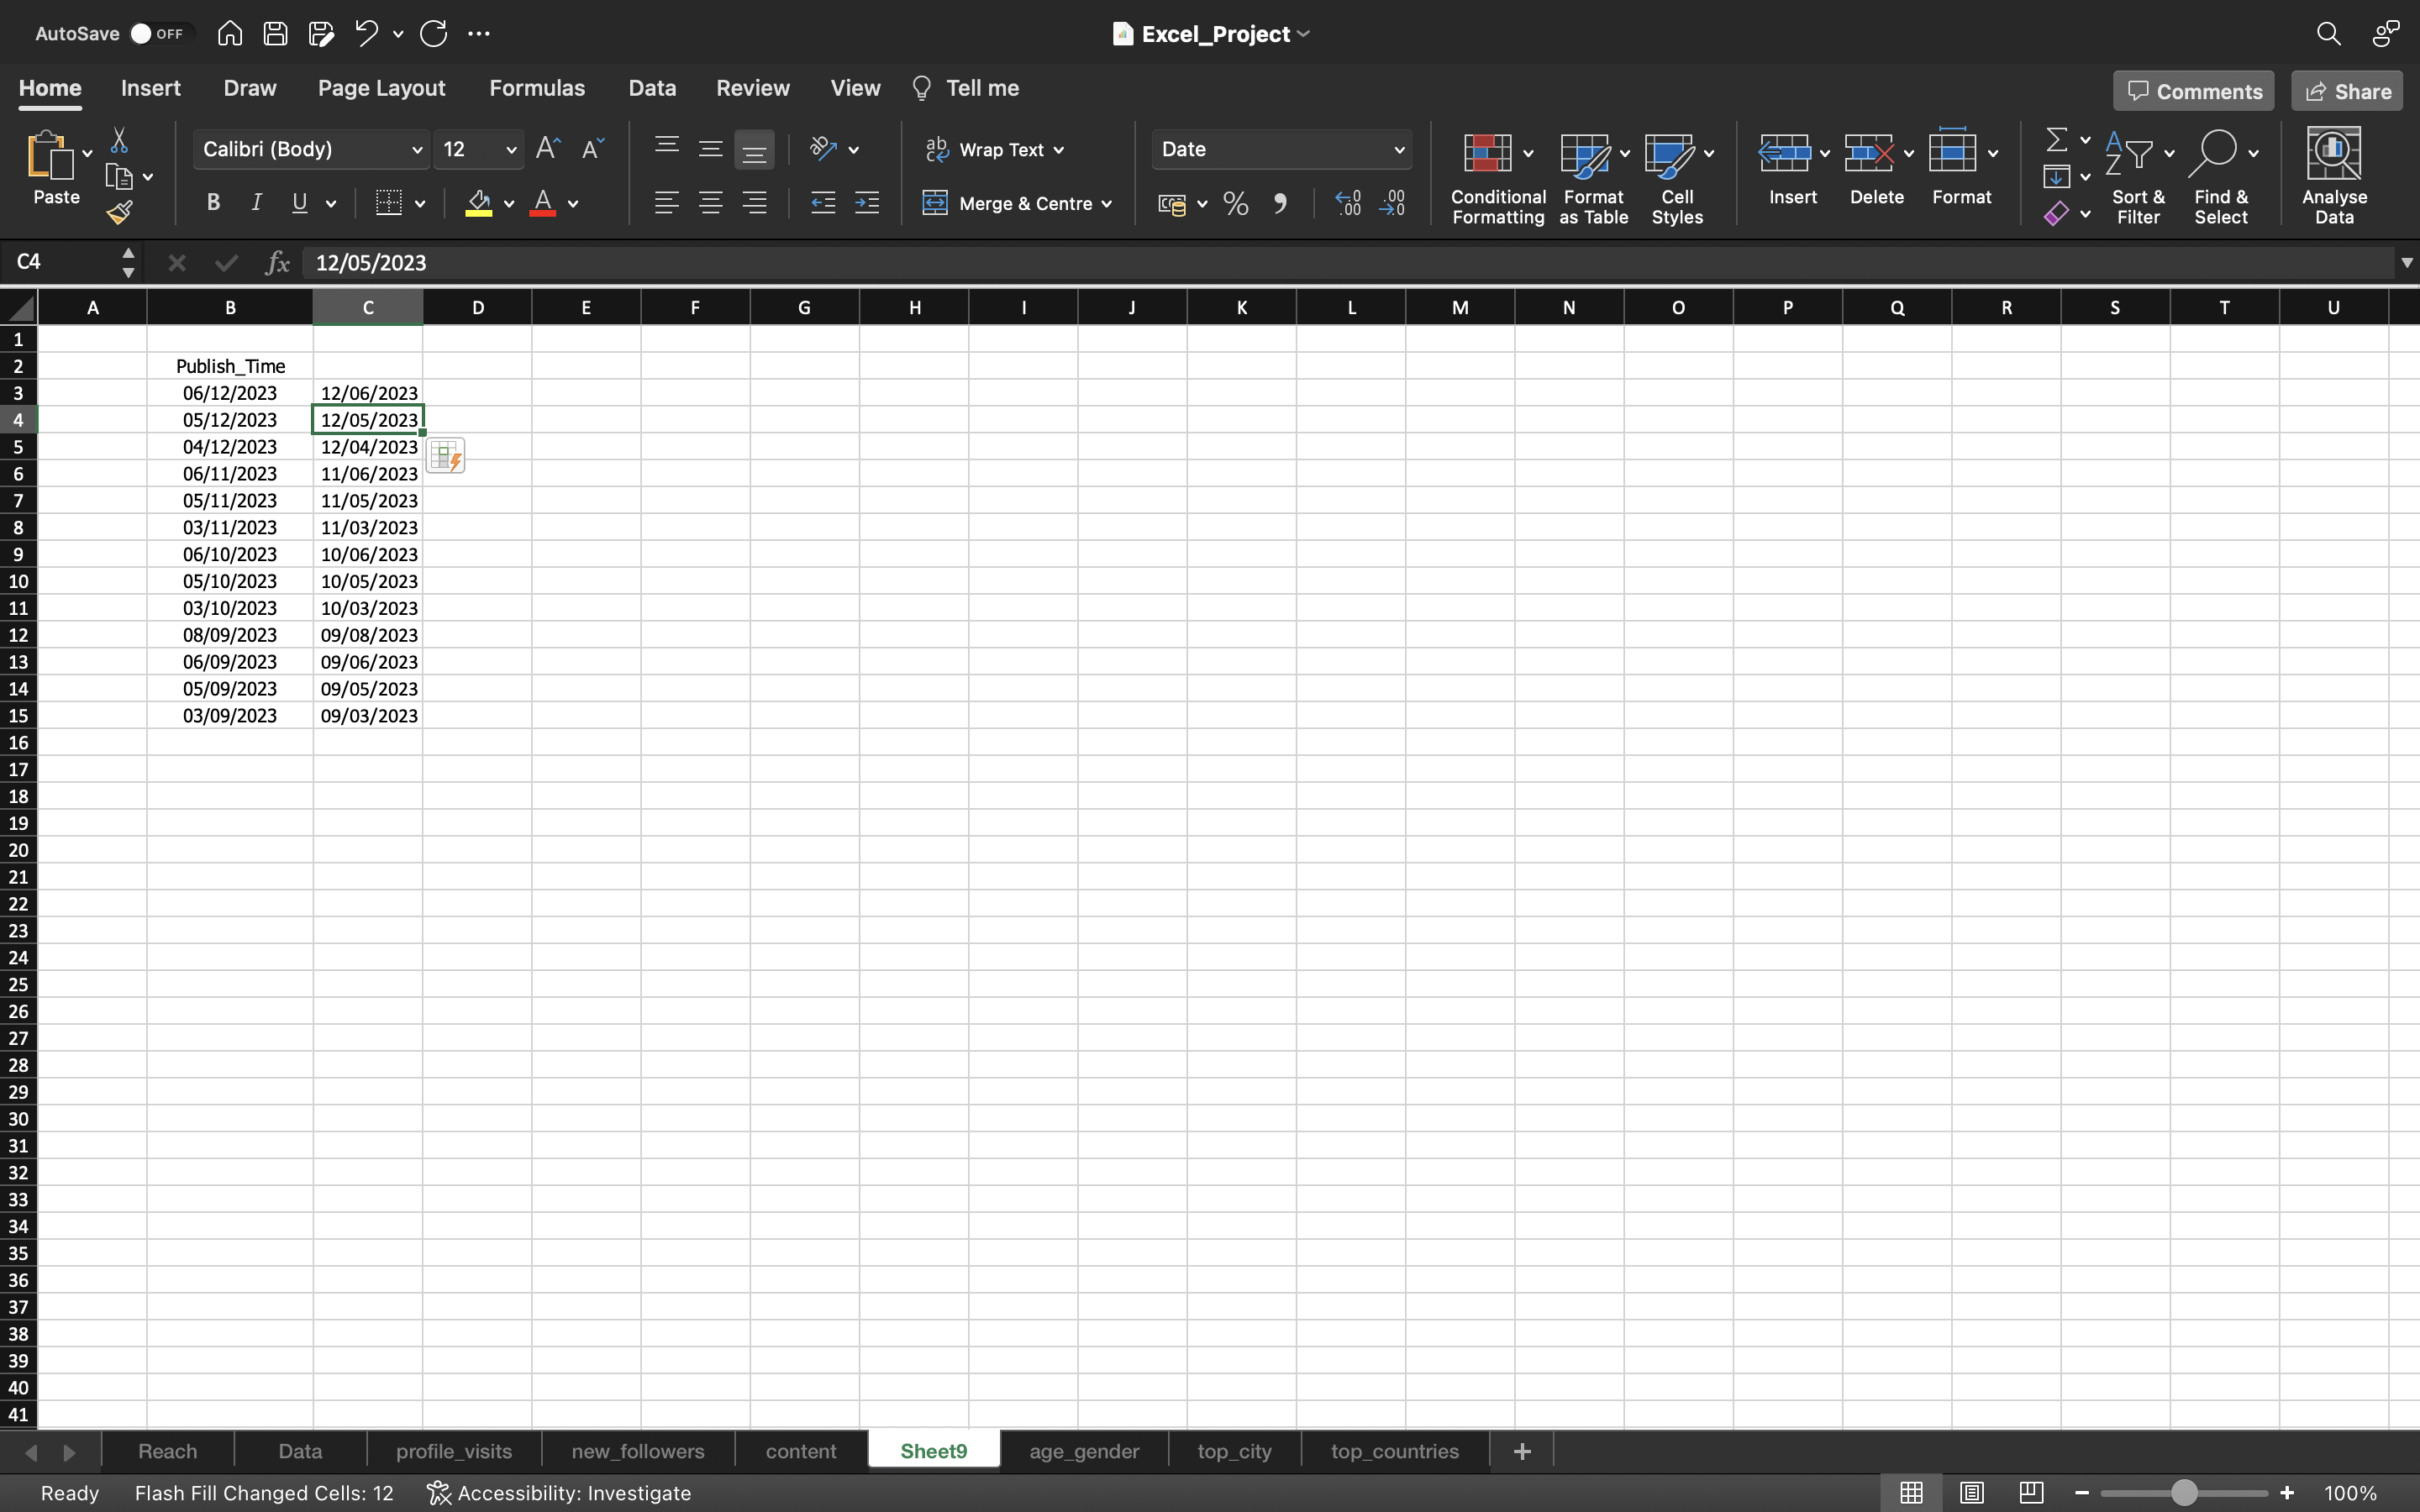 AutoSave OFF Excel_Project
Home Insert Draw Page Layout Formulas Data Review View Tell me Comments Share
Paste Calibri (Body) 12 A A ab Wrap Text Date Conditional Formatting Format as Table Cell Styles Insert Delete Format Sort & Filter Find & Select Analyse Data
B I U A Merge & Centre % 9 .00 .00
C4 fx 12/05/2023
A B C D E F G H I J K L M N O P Q R S T U
1
2 Publish_Time
3 06/12/2023 12/06/2023
4 05/12/2023 12/05/2023
5 04/12/2023 12/04/2023
6 06/11/2023 11/06/2023
7 05/11/2023 11/05/2023
8 03/11/2023 11/03/2023
9 06/10/2023 10/06/2023
10 05/10/2023 10/05/2023
11 03/10/2023 10/03/2023
12 08/09/2023 09/08/2023
13 06/09/2023 09/06/2023
14 05/09/2023 09/05/2023
15 03/09/2023 09/03/2023
16
17
18
19
20
21
22
23
24
25
26
27
28
29
30
31
32
33
34
35
36
37
38
39
40
41
Reach Data profile_visits new_followers content Sheet9 age_gender top_city top_countries +
Ready Flash Fill Changed Cells: 12 Accessibility: Investigate 100%